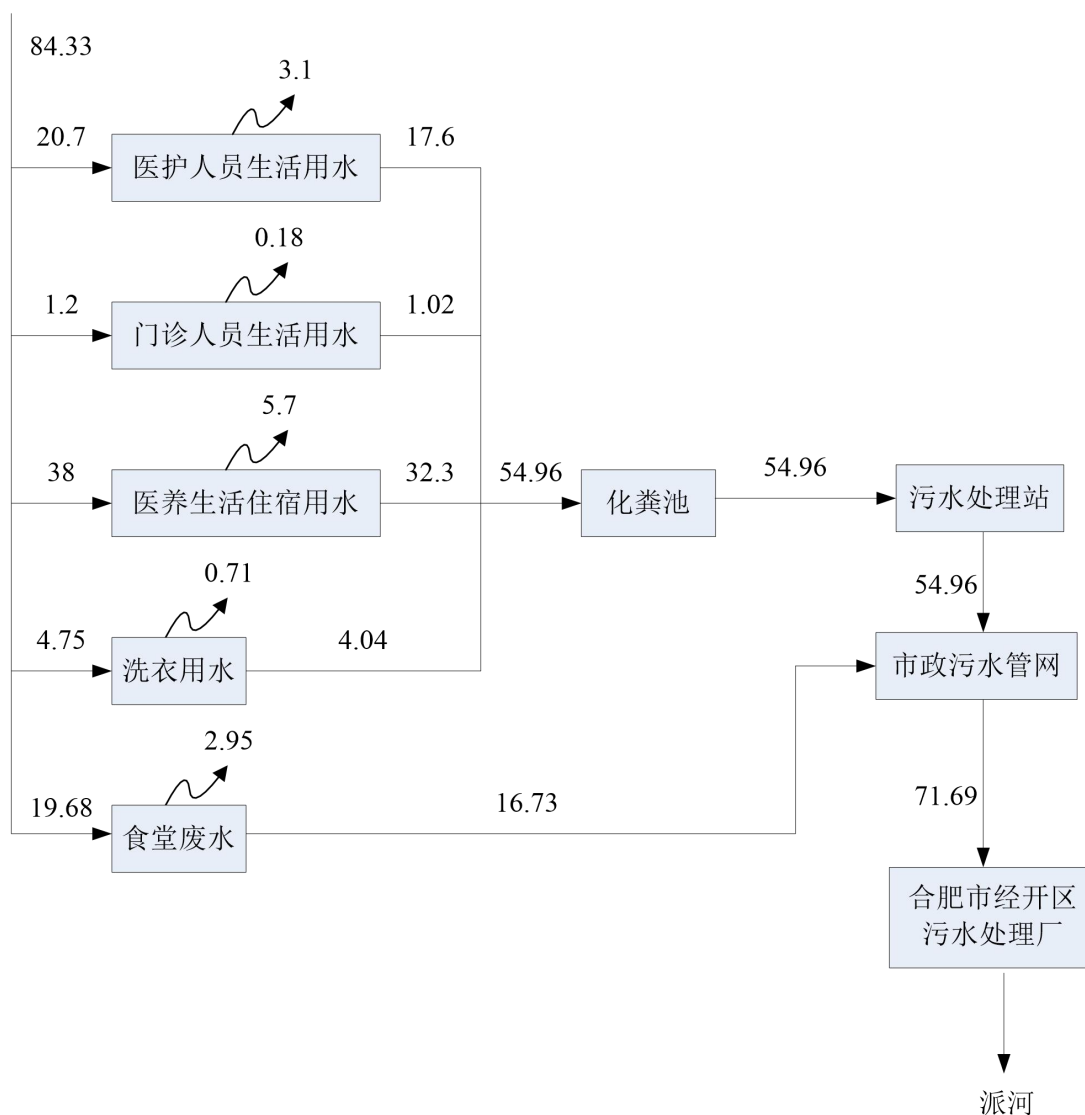 84.33
3.1
20.7
医护人员生活用水
17.6
0.18
1.2
门诊人员生活用水
1.02
5.7
38
医养生活住宿用水
32.3
54.96
化粪池
54.96
污水处理站
0.71
54.96
4.75
洗衣用水
4.04
市政污水管网
2.95
19.68
食堂废水
16.73
71.69
合肥市经开区
污水处理厂
派河